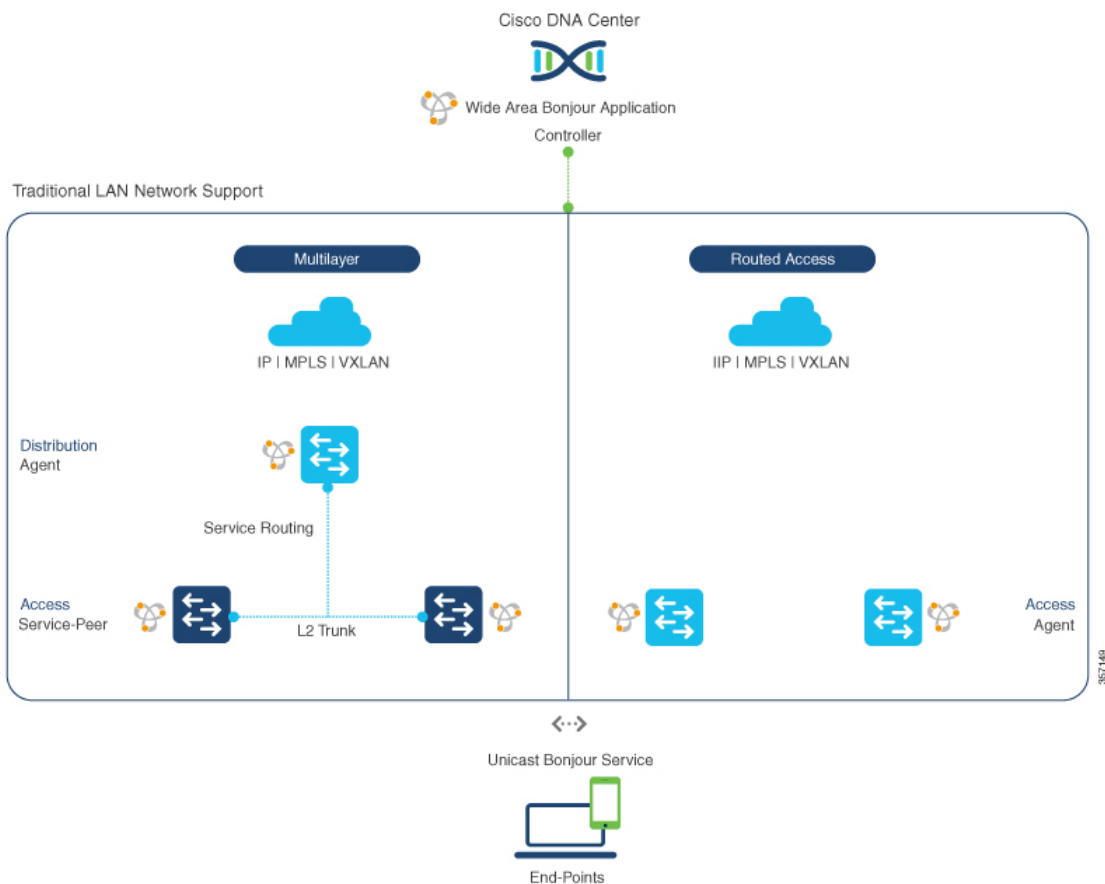 Cisco DNA Center
Wide Area Bonjour Application
Controller
Traditional LAN Network Support
Multilayer
Routed Access
IP | MPLS | VXLAN
IIP | MPLS | VXLAN
Distribution
Agent
Service Routing
Access
Service-Peer
L2 Trunk
Access
Agent
357149
Unicast Bonjour Service
End-Points